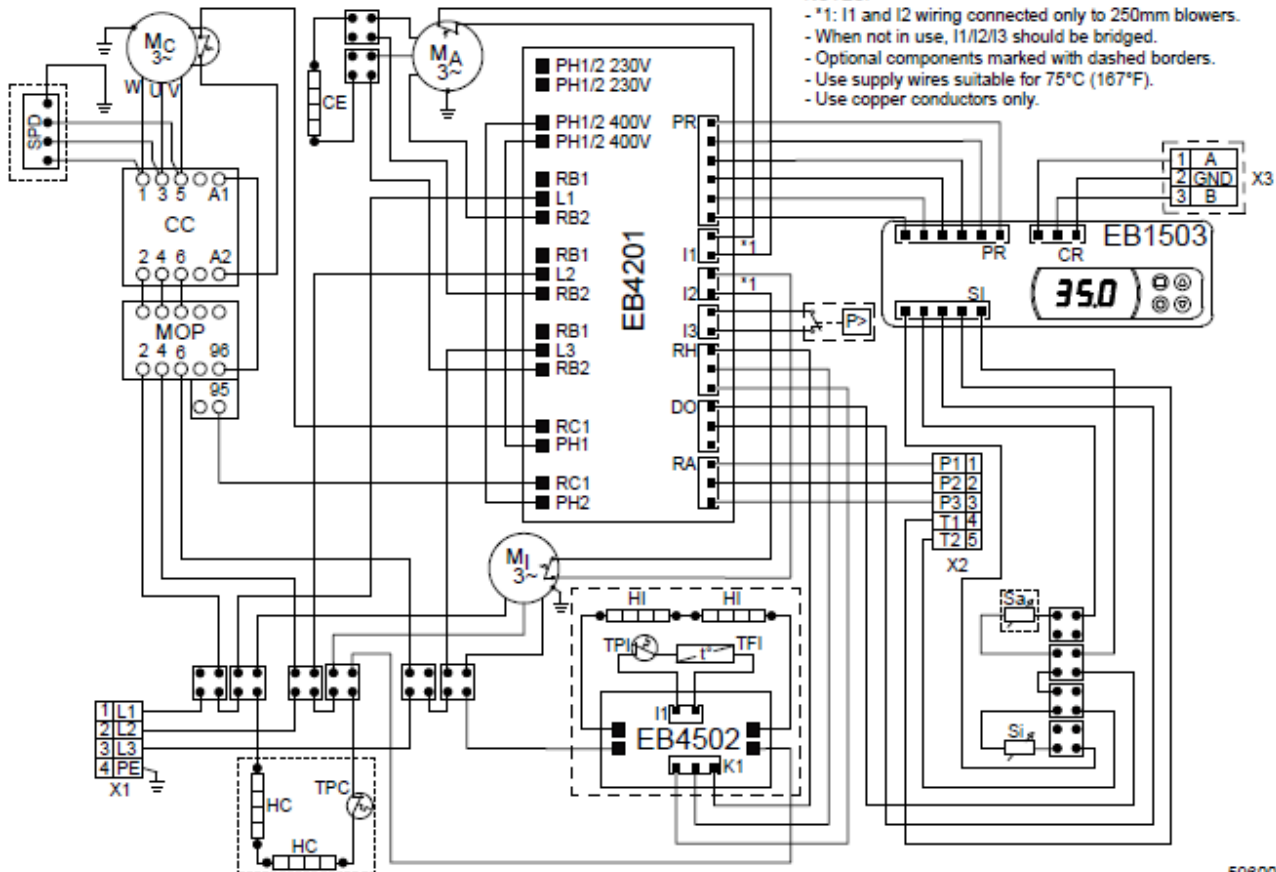 - *1: I1 and I2 wiring connected only to 250mm blowers.
- When not in use, I1/I2/I3 should be bridged.
- Optional components marked with dashed borders.
- Use supply wires suitable for 75°C (167°F).
- Use copper conductors only.
MC
3~
W U V
SPD
1 3 5 A1
CC
2 4 6 A2
MOP
2 4 6 96
95
CE
MA
3~
PH1/2 230V
PH1/2 230V
PH1/2 400V
PH1/2 400V
RB1
L1
RB2
RB1
L2
RB2
RB1
L3
RB2
RC1
PH1
RC1
PH2
EB4201
PR
I1
I2
I3
RH
DO
RA
*1
*1
P>
1 A
2 GND
3 B
X3
EB1503
PR
CR
SI
35.0
P1 1
P2 2
P3 3
T1 4
T2 5
X2
Sa
Si
MI
3~
HI
HI
TPI
t°
TFI
I1
EB4502
K1
1 L1
2 L2
3 L3
4 PE
X1
HC
TPC
HC